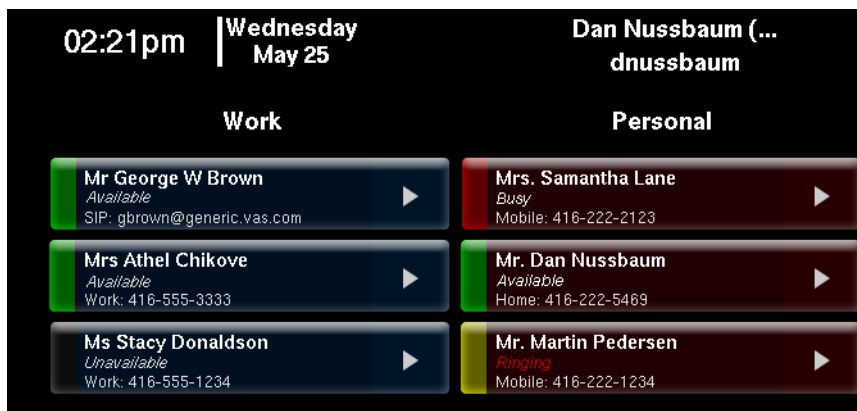 02:21pm
Wednesday
May 25
Dan Nussbaum (...
dnussbaum
Work
Personal
Mr George W Brown
Available
SIP: gbrown@generic.vas.com
Mrs. Samantha Lane
Busy
Mobile: 416-222-2123
Mrs Athel Chikove
Available
Work: 416-555-3333
Mr. Dan Nussbaum
Available
Home: 416-222-5469
Ms Stacy Donaldson
Unavailable
Work: 416-555-1234
Mr. Martin Pedersen
Ringing
Mobile: 416-222-1234